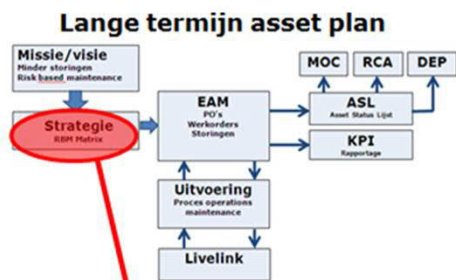 Lange termijn asset plan
Missie/visie
Minder storingen
Risk based maintenance
MOC
RCA
DEP
EAM
PO's
Werkorders
Storingen
ASL
Asset Status Lijst
Strategie
RBM Matrix
KPI
Rapportage
Uitvoering
Proces operations
maintenance
Livelink